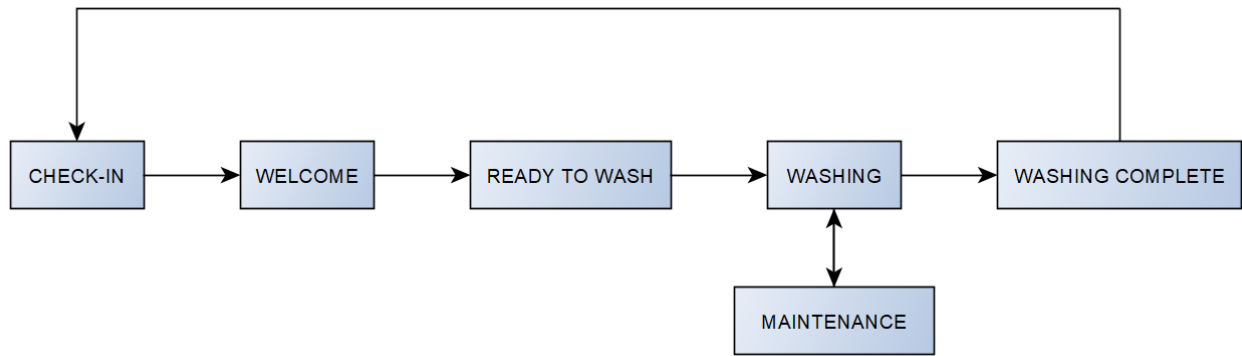 CHECK-IN
WELCOME
READY TO WASH
WASHING
WASHING COMPLETE
MAINTENANCE